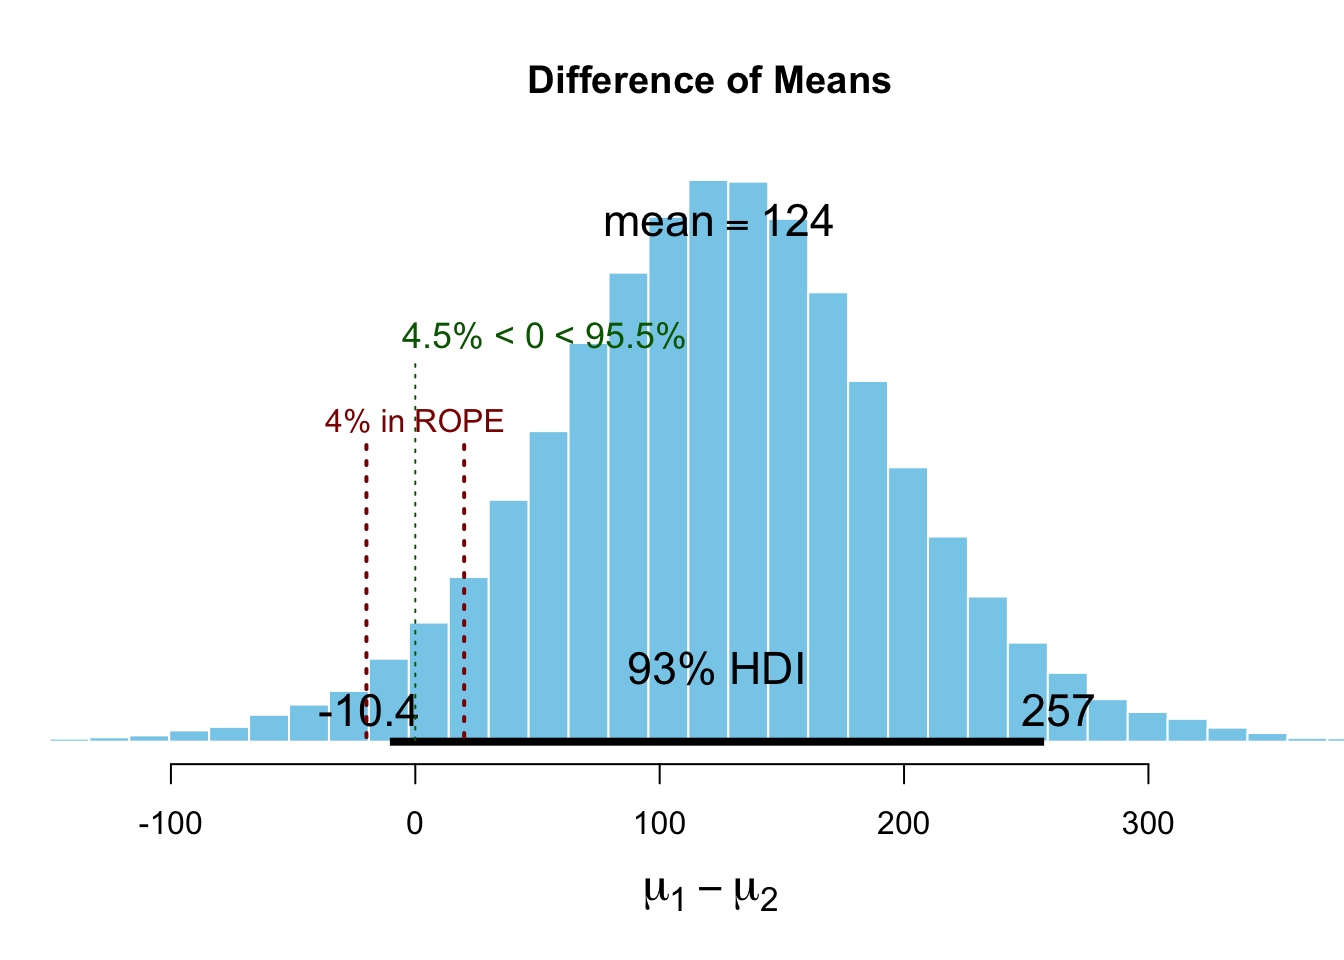 Difference of Means
mean = 124
4.5% < 0 < 95.5%
4% in ROPE
93% HDI
-10.4 257
-100 0 100 200 300
μ1 − μ2